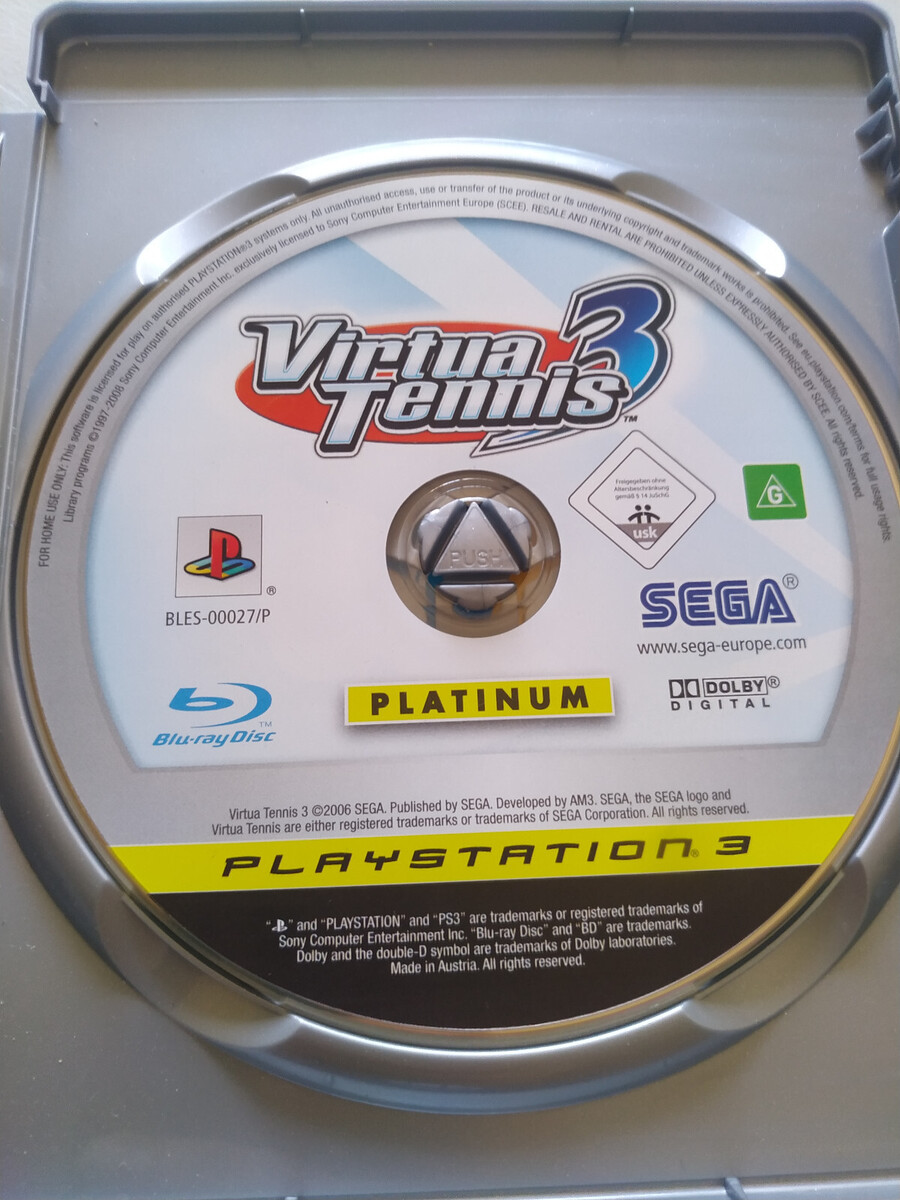 FOR HOME USE ONLY: This software is licensed for play on authorised PLAYSTATION®3 systems only. All unauthorised access, use or transfer of the product or its underlying copyright and trademark works is prohibited. See eu.playstation.com/terms for full usage rights.
Library programs ©1997-2008 Sony Computer Entertainment Inc. exclusively licensed to Sony Computer Entertainment Europe (SCEE). RESALE AND RENTAL ARE PROHIBITED UNLESS EXPRESSLY AUTHORISED BY SCEE. All rights reserved.
Virtua
Tennis 3™
Freigegeben ohne
Altersbeschränkung
gemäß § 14 JuSchG
usk
G
PUSH
®
BLES-00027/P
SEGA®
www.sega-europe.com
Blu-ray Disc™
PLATINUM
DOLBY®
DIGITAL
Virtua Tennis 3 ©2006 SEGA. Published by SEGA. Developed by AM3. SEGA, the SEGA logo and
Virtua Tennis are either registered trademarks or trademarks of SEGA Corporation. All rights reserved.
PLAYSTATION®3
“PS” and “PLAYSTATION” and “PS3” are trademarks or registered trademarks of
Sony Computer Entertainment Inc. “Blu-ray Disc” and “BD” are trademarks.
Dolby and the double-D symbol are trademarks of Dolby laboratories.
Made in Austria. All rights reserved.